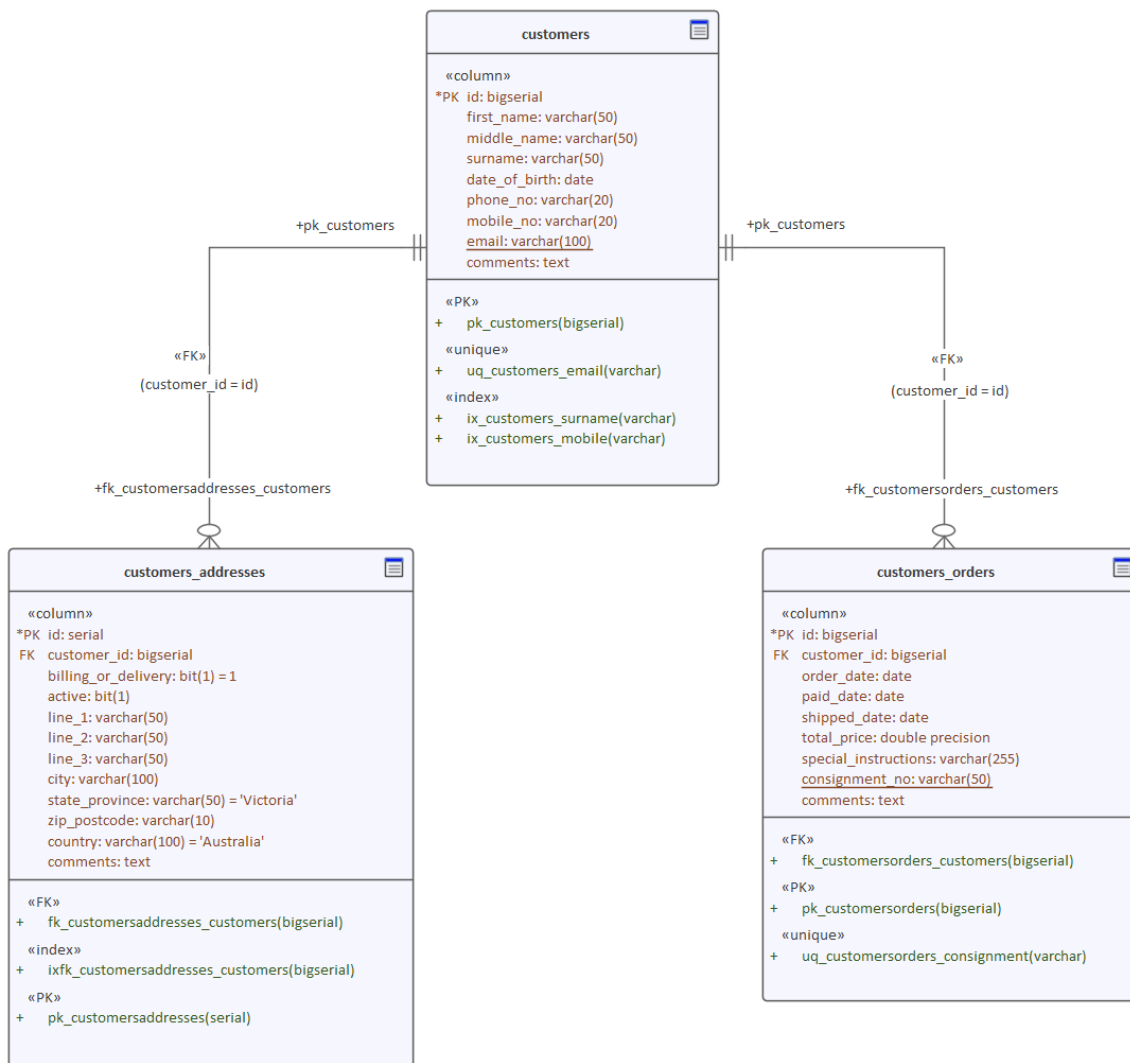 customers
«column»
*PK id: bigserial
first_name: varchar(50)
middle_name: varchar(50)
surname: varchar(50)
date_of_birth: date
phone_no: varchar(20)
mobile_no: varchar(20)
email: varchar(100)
comments: text
«PK»
+ pk_customers(bigserial)
«unique»
+ uq_customers_email(varchar)
«index»
+ ix_customers_surname(varchar)
+ ix_customers_mobile(varchar)
+pk_customers
«FK»
(customer_id = id)
+fk_customersaddresses_customers
+pk_customers
«FK»
(customer_id = id)
+fk_customersorders_customers
customers_addresses
«column»
*PK id: serial
FK customer_id: bigserial
billing_or_delivery: bit(1) = 1
active: bit(1)
line_1: varchar(50)
line_2: varchar(50)
line_3: varchar(50)
city: varchar(100)
state_province: varchar(50) = 'Victoria'
zip_postcode: varchar(10)
country: varchar(100) = 'Australia'
comments: text
«FK»
+ fk_customersaddresses_customers(bigserial)
«index»
+ ixfk_customersaddresses_customers(bigserial)
«PK»
+ pk_customersaddresses(serial)
customers_orders
«column»
*PK id: bigserial
FK customer_id: bigserial
order_date: date
paid_date: date
shipped_date: date
total_price: double precision
special_instructions: varchar(255)
consignment_no: varchar(50)
comments: text
«FK»
+ fk_customersorders_customers(bigserial)
«PK»
+ pk_customersorders(bigserial)
«unique»
+ uq_customersorders_consignment(varchar)